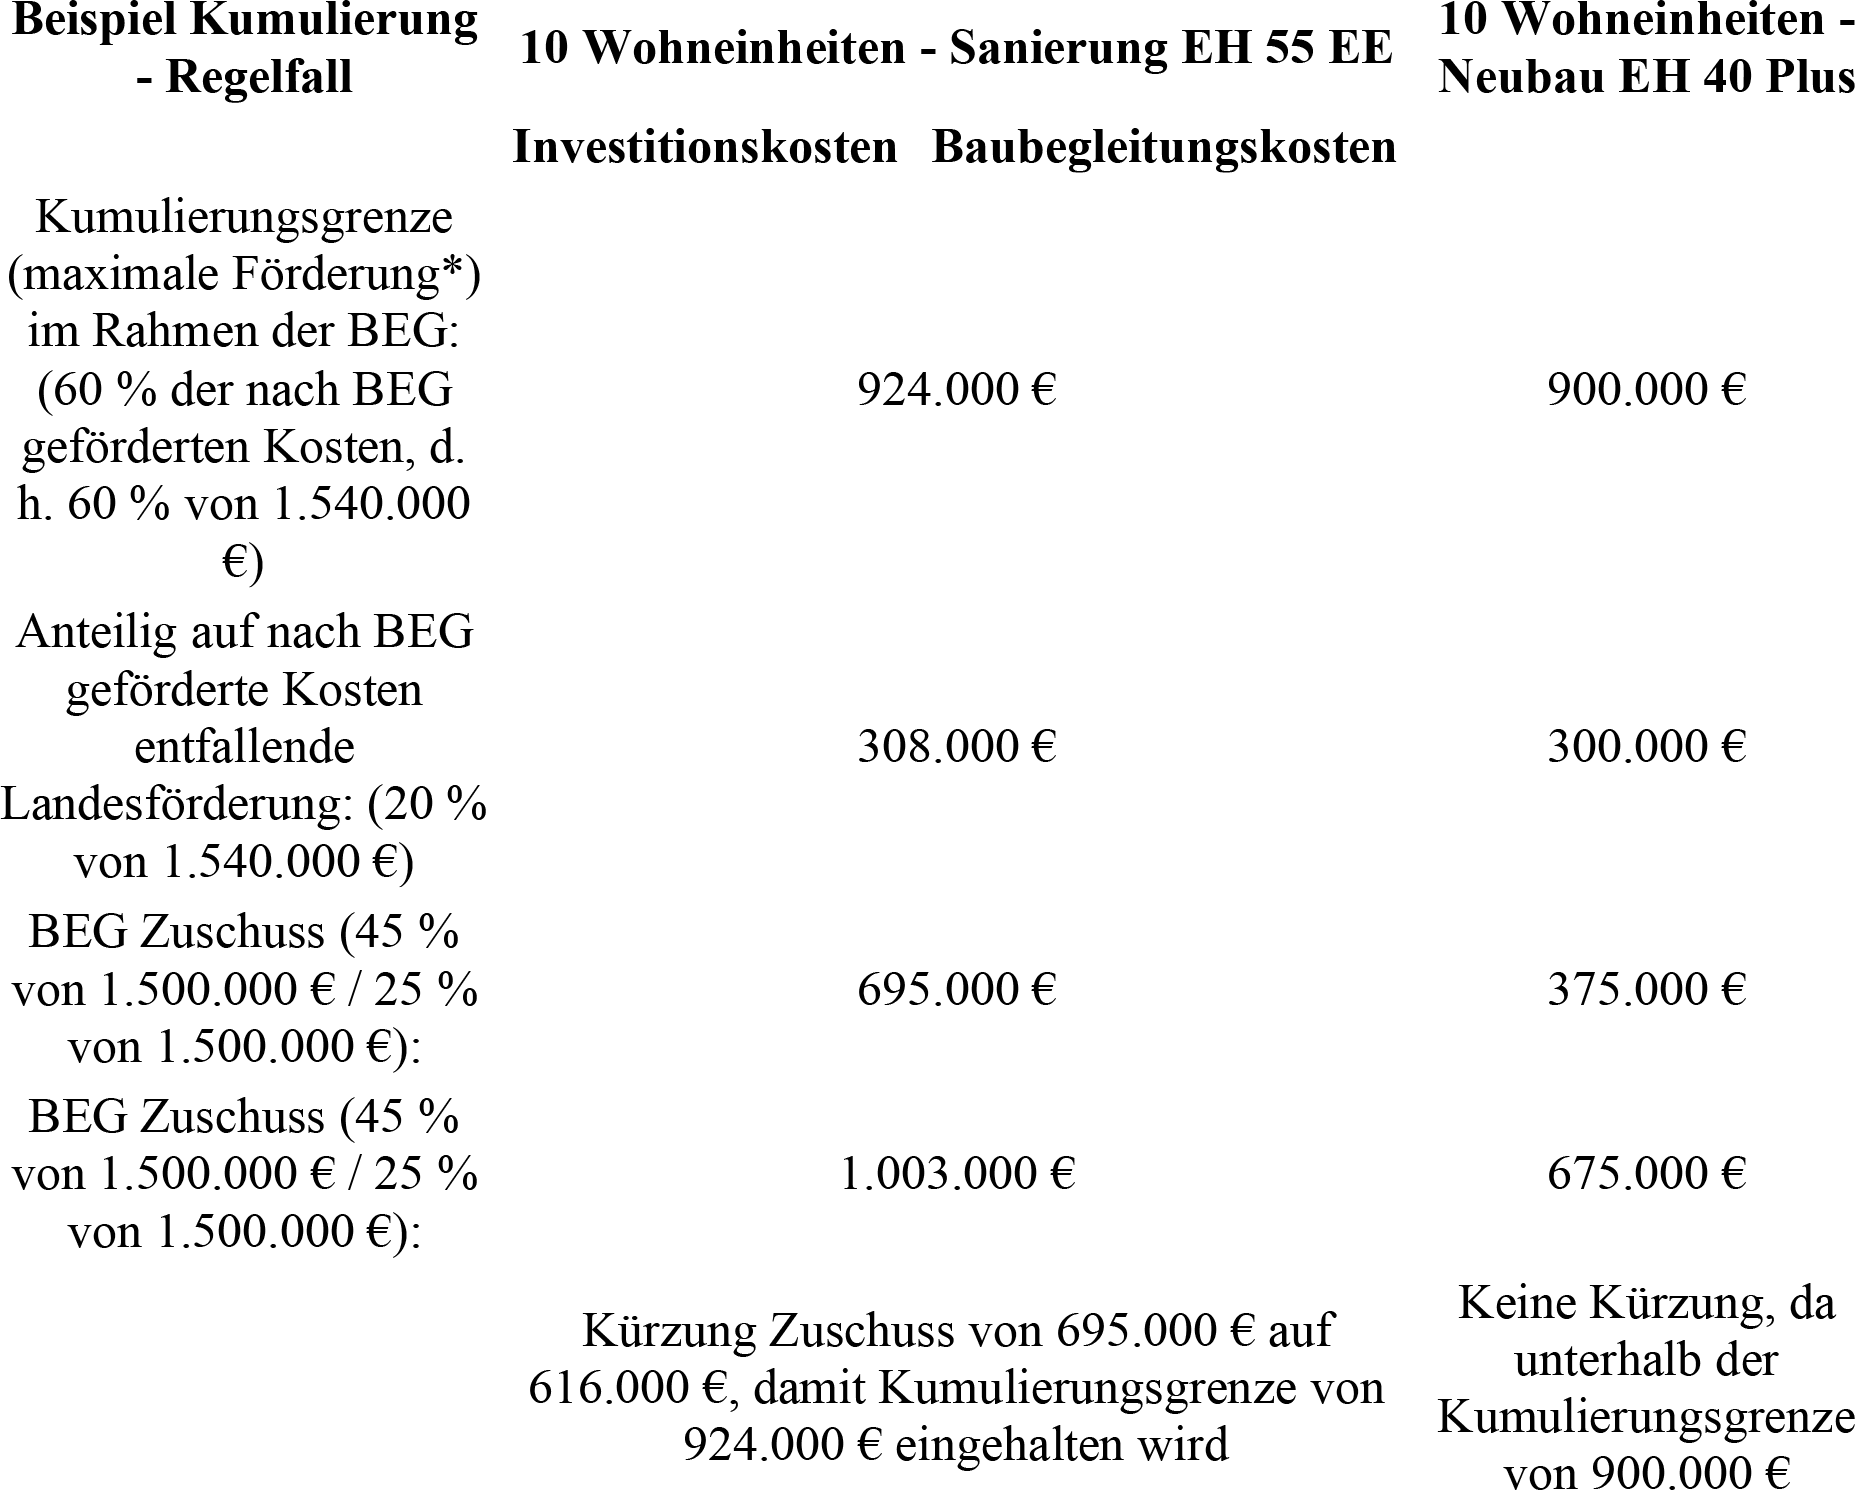 Beispiel Kumulierung
- Regelfall
10 Wohneinheiten - Sanierung EH 55 EE
10 Wohneinheiten -
Neubau EH 40 Plus
Investitionskosten Baubegleitungskosten
Kumulierungsgrenze
(maximale Förderung*)
im Rahmen der BEG:
(60 % der nach BEG
geförderten Kosten, d.
h. 60 % von 1.540.000
€)
924.000 €
900.000 €
Anteilig auf nach BEG
geförderte Kosten
entfallende
Landesförderung: (20 %
von 1.540.000 €)
308.000 €
300.000 €
BEG Zuschuss (45 %
von 1.500.000 € / 25 %
von 1.500.000 €):
695.000 €
375.000 €
BEG Zuschuss (45 %
von 1.500.000 € / 25 %
von 1.500.000 €):
1.003.000 €
675.000 €
Kürzung Zuschuss von 695.000 € auf
616.000 €, damit Kumulierungsgrenze von
924.000 € eingehalten wird
Keine Kürzung, da
unterhalb der
Kumulierungsgrenze
von 900.000 €